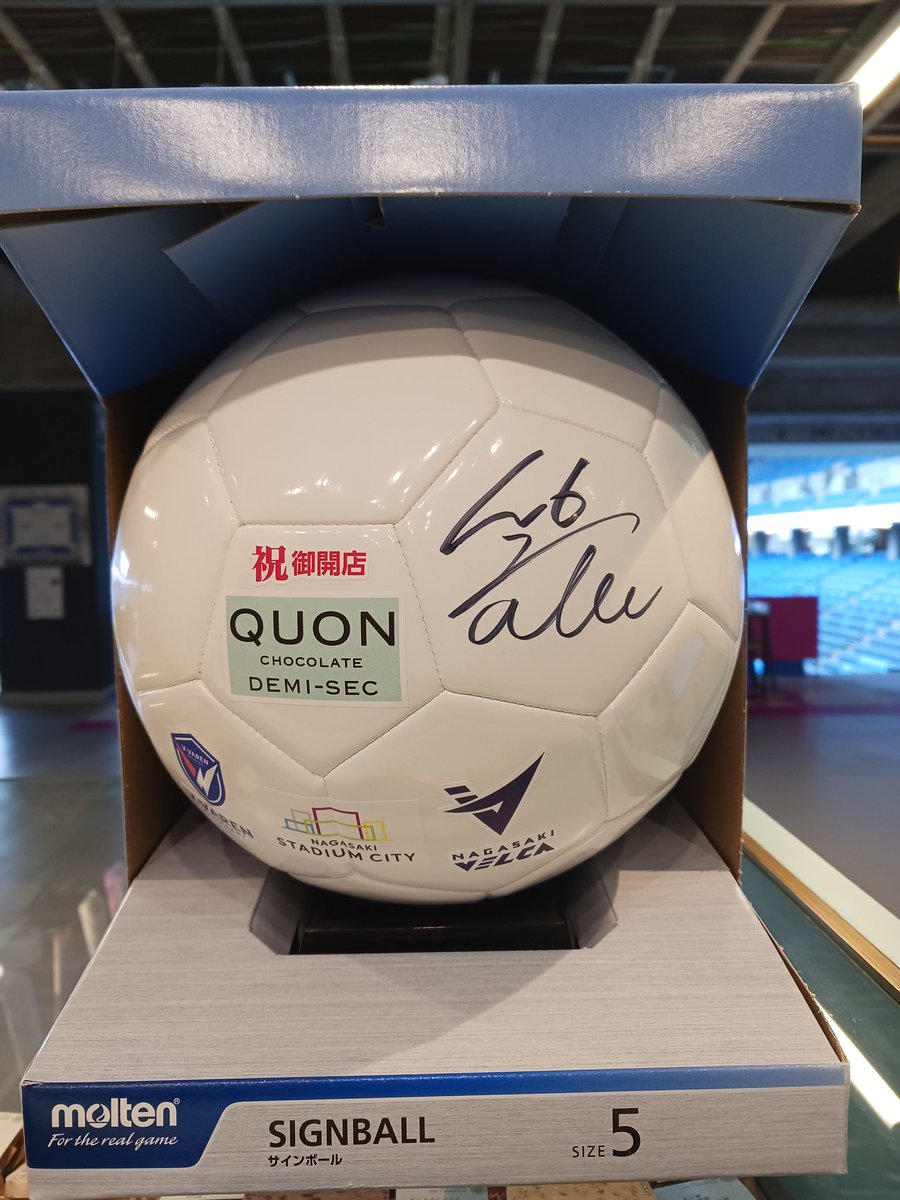 祝 御開店
QUON
CHOCOLATE
DEMI-SEC
V-VAREN
NAGASAKI
STADIUM CITY
NAGASAKI
VELCA
molten
For the real game
SIGNBALL
サインボール
SIZE 5